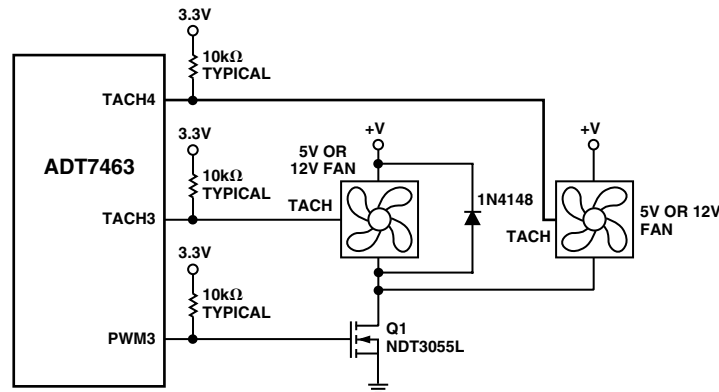 3.3V
10kΩ
TYPICAL
TACH4
3.3V
10kΩ
TYPICAL
ADT7463
TACH3
3.3V
10kΩ
TYPICAL
PWM3
+V
5V OR
12V FAN
TACH
1N4148
+V
5V OR 12V
FAN
TACH
Q1
NDT3055L